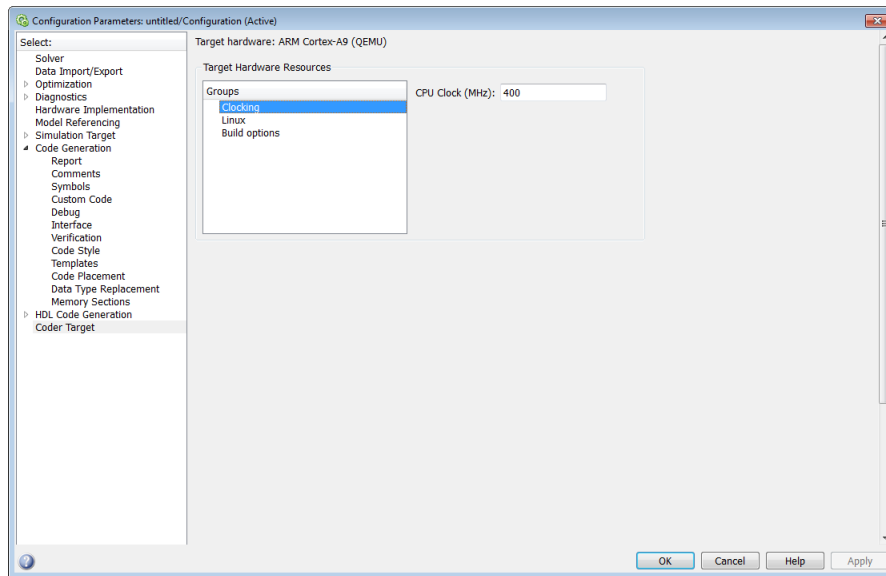 Configuration Parameters: untitled/Configuration (Active)
Select:
Solver
Data Import/Export
Optimization
Diagnostics
Hardware Implementation
Model Referencing
Simulation Target
Code Generation
Report
Comments
Symbols
Custom Code
Debug
Interface
Verification
Code Style
Templates
Code Placement
Data Type Replacement
Memory Sections
HDL Code Generation
Coder Target
Target hardware: ARM Cortex-A9 (QEMU)
Target Hardware Resources
Groups
Clocking
Linux
Build options
CPU Clock (MHz): 400
OK Cancel Help Apply